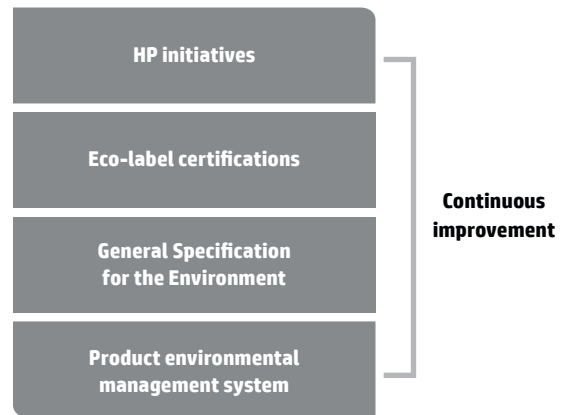 HP initiatives
Eco-label certifications
General Specification
for the Environment
Product environmental
management system
Continuous
improvement